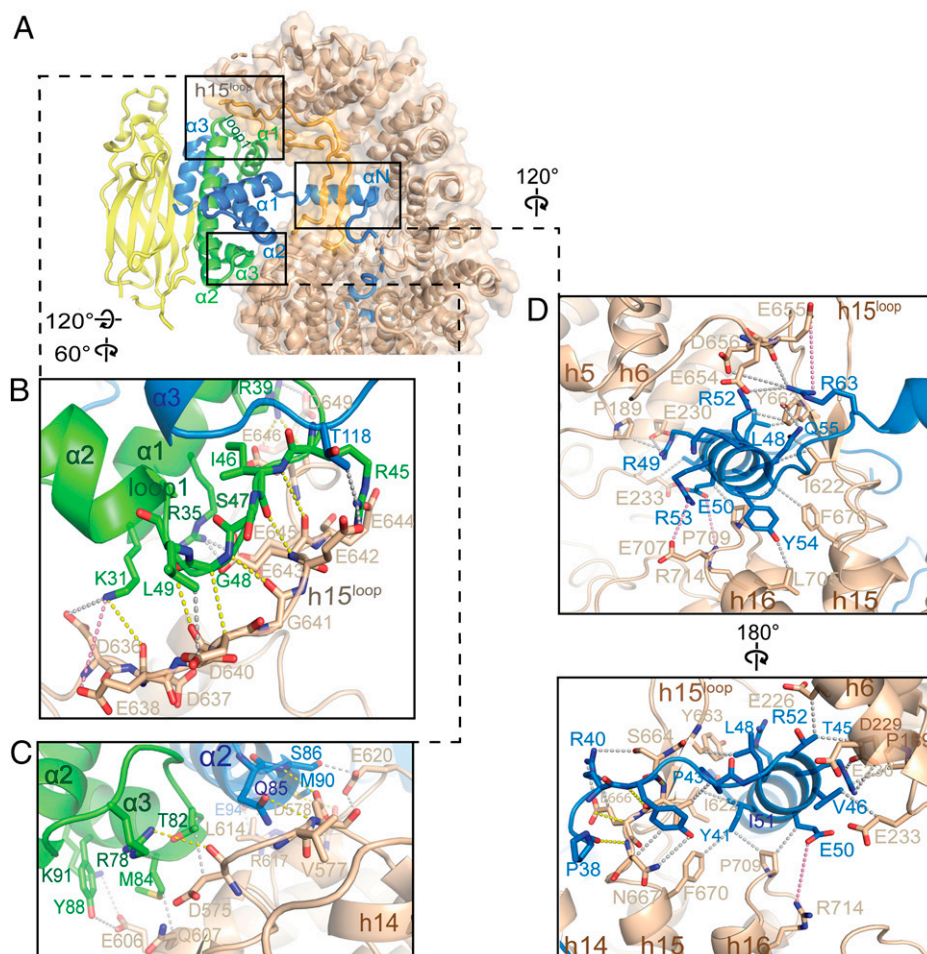 A
h15loop
α3
loop1
α1
αN
α1
α2
α3
α2
120°
120°
60°
B
R39
α3
D649
E646
T118
α2
α1
I46
R45
loop1
S47
R35
E645
E644
E642
E643
K31
L49
G48
h15loop
G641
D636
D640
D637
E638
C
α2
S86
E620
α2
M90
α3
Q85
D578
T82
E94
L614
R617
R78
V577
K91
M84
D575
Y88
h14
E606
Q607
D
E655
h15loop
D656
h5
h6
E654
R63
R52
P189
E230
L48
Q55
R49
I622
E233
E50
R53
F670
P709
E707
Y54
R714
h16
h15
180°
h15loop
E226
h6
Y663
L48
R52
T45
D229
R40
S664
P43
E230
E666
I622
V46
I51
Y41
E233
P38
E50
P709
N667
F670
R714
h14
h15
h16